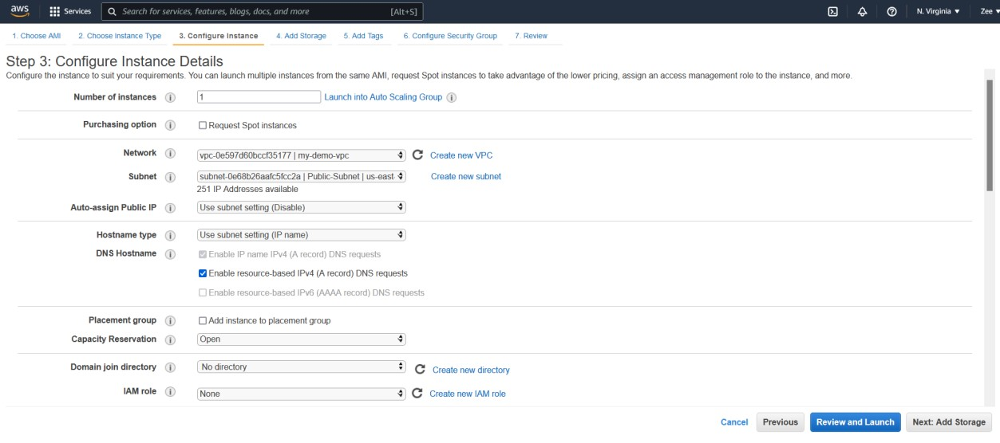 aws Services Search for services, features, blogs, docs, and more [Alt+S] N. Virginia ▼ Zee ▼
1. Choose AMI 2. Choose Instance Type 3. Configure Instance 4. Add Storage 5. Add Tags 6. Configure Security Group 7. Review
Step 3: Configure Instance Details
Configure the instance to suit your requirements. You can launch multiple instances from the same AMI, request Spot instances to take advantage of the lower pricing, assign an access management role to the instance, and more.
Number of instances i 1 Launch into Auto Scaling Group i
Purchasing option i Request Spot instances
Network i vpc-0e597d60bccf35177 | my-demo-vpc Create new VPC
Subnet i subnet-0e68b26aafc5fcc2a | Public-Subnet | us-east- Create new subnet
251 IP Addresses available
Auto-assign Public IP i Use subnet setting (Disable)
Hostname type i Use subnet setting (IP name)
DNS Hostname i Enable IP name IPv4 (A record) DNS requests
Enable resource-based IPv4 (A record) DNS requests
Enable resource-based IPv6 (AAAA record) DNS requests
Placement group i Add instance to placement group
Capacity Reservation i Open
Domain join directory i No directory Create new directory
IAM role i None Create new IAM role
Cancel Previous Review and Launch Next: Add Storage